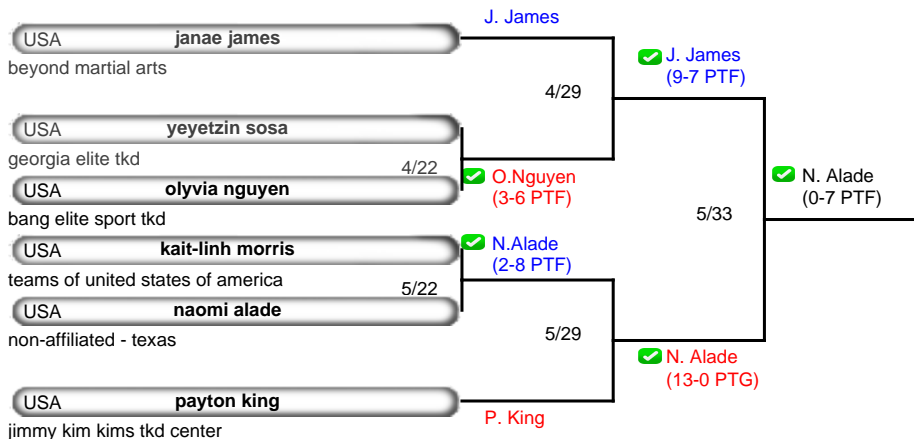 J. James
USA janae james
beyond martial arts
J. James
(9-7 PTF)
4/29
USA yeyetzin sosa
georgia elite tkd
4/22
O.Nguyen
(3-6 PTF)
USA olyvia nguyen
bang elite sport tkd
N. Alade
(0-7 PTF)
5/33
USA kait-linh morris
teams of united states of america
N.Alade
(2-8 PTF)
5/22
USA naomi alade
non-affiliated - texas
5/29
N. Alade
(13-0 PTG)
USA payton king
jimmy kim kims tkd center
P. King